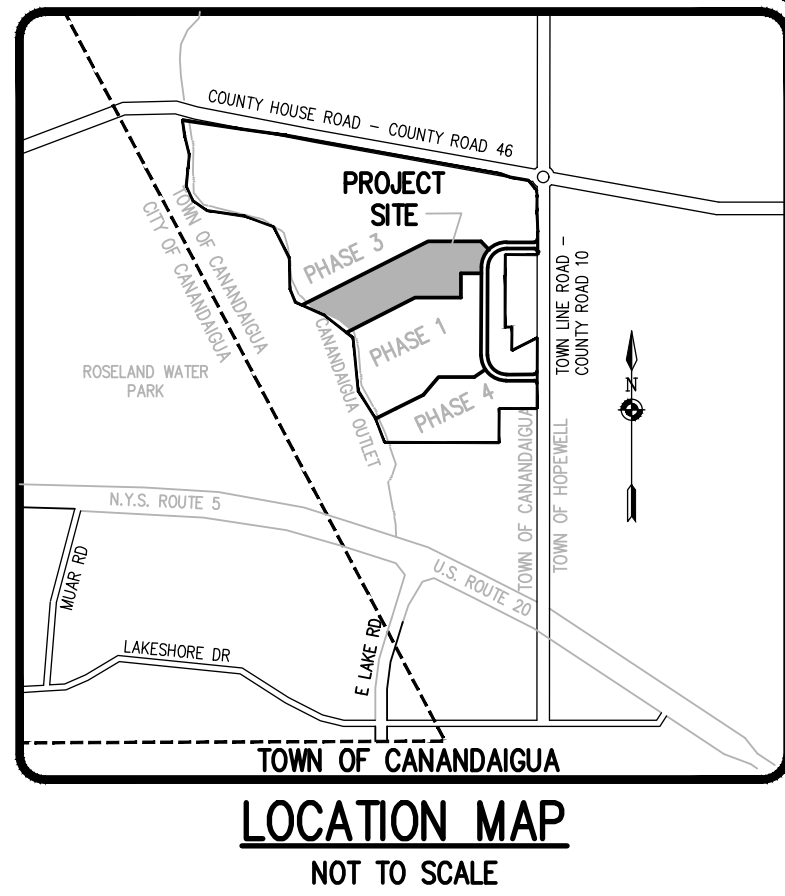 COUNTY HOUSE ROAD - COUNTY ROAD 46
PROJECT
SITE
TOWN OF CANANDAIGUA
CITY OF CANANDAIGUA
PHASE 3
TOWN LINE ROAD -
COUNTY ROAD 10
PHASE 1
CANANDAIGUA OUTLET
ROSELAND WATER
PARK
N
PHASE 4
TOWN OF CANANDAIGUA
TOWN OF HOPEWELL
N.Y.S. ROUTE 5
U.S. ROUTE 20
MUAR RD
LAKESHORE DR
E LAKE RD
TOWN OF CANANDAIGUA
LOCATION MAP
NOT TO SCALE